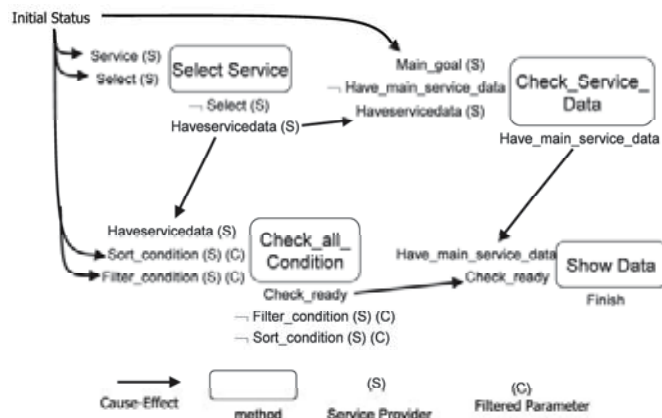 Initial Status
Service (S)
Select (S)
Select Service
¬ Select (S)
Haveservicedata (S)
Main_goal (S)
¬ Have_main_service_data
Haveservicedata (S)
Check_Service_
Data
Have_main_service_data
Haveservicedata (S)
Sort_condition (S) (C)
Filter_condition (S) (C)
Check_all_
Condition
Check_ready
¬ Filter_condition (S) (C)
¬ Sort_condition (S) (C)
Have_main_service_data
Check_ready
Show Data
Finish
Cause-Effect
method
(S)
Service Provider
(C)
Filtered Parameter